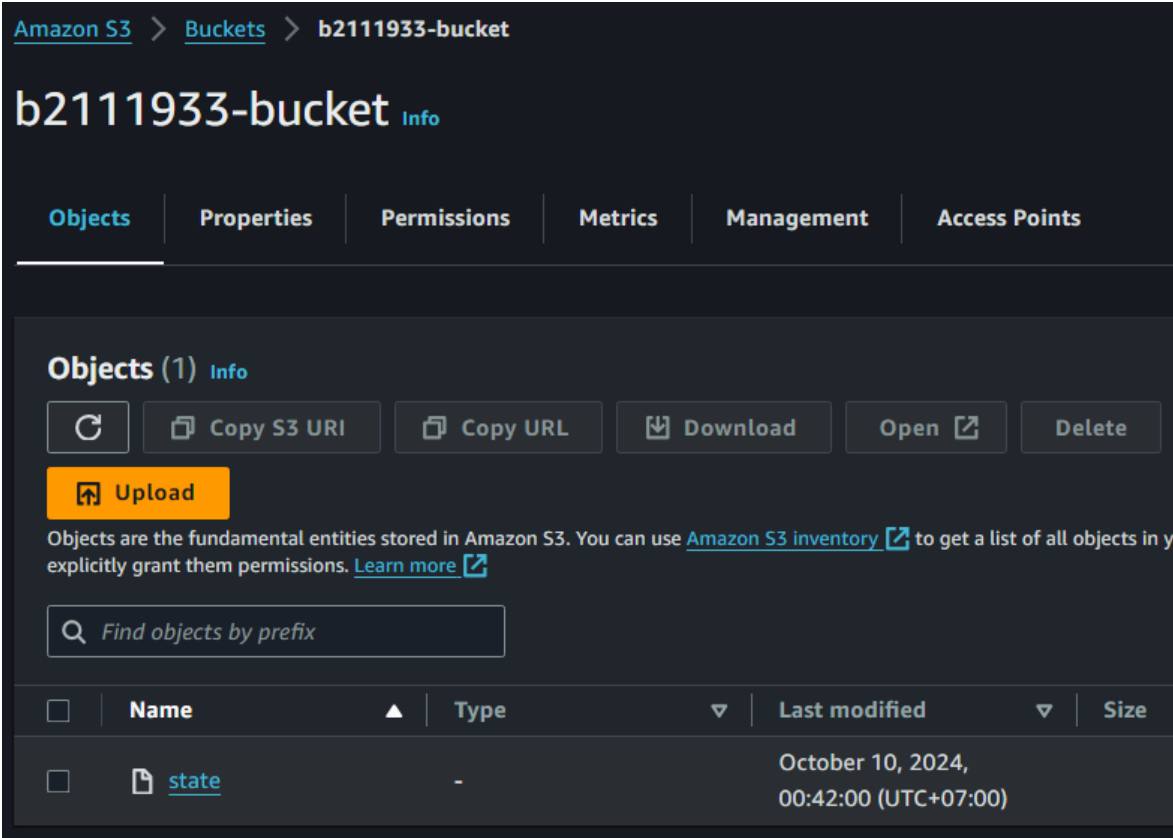 Amazon S3 > Buckets > b2111933-bucket
b2111933-bucket Info
Objects Properties Permissions Metrics Management Access Points
Objects (1) Info
Copy S3 URI Copy URL Download Open Delete
Upload
Objects are the fundamental entities stored in Amazon S3. You can use Amazon S3 inventory to get a list of all objects in y
explicitly grant them permissions. Learn more
Find objects by prefix
Name Type Last modified Size
state - October 10, 2024,
00:42:00 (UTC+07:00)